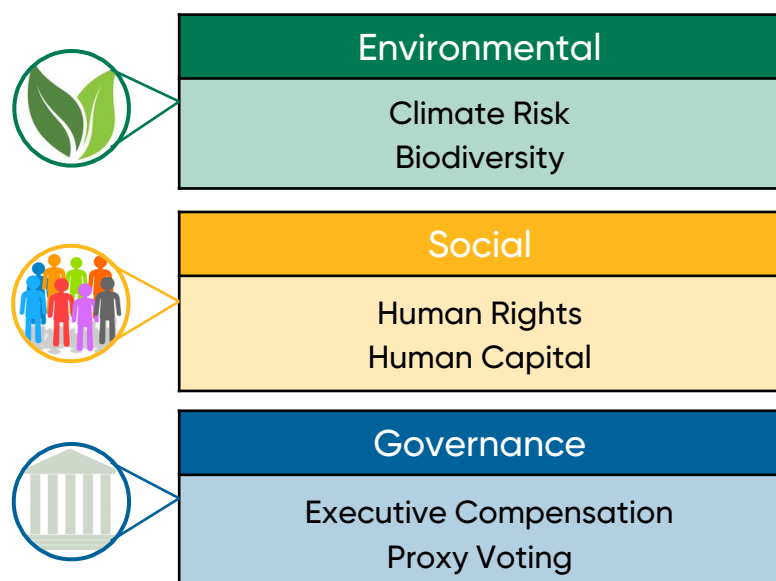 Environmental
Climate Risk
Biodiversity
Social
Human Rights
Human Capital
Governance
Executive Compensation
Proxy Voting